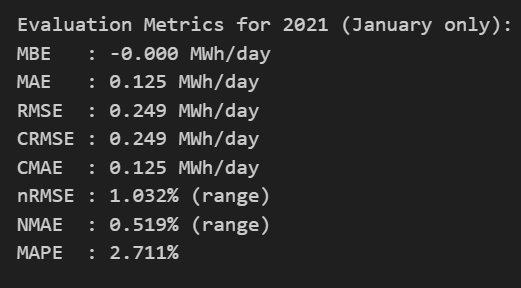 Evaluation Metrics for 2021 (January only):
MBE   : -0.000 MWh/day
MAE   : 0.125 MWh/day
RMSE  : 0.249 MWh/day
CRMSE : 0.249 MWh/day
CMAE  : 0.125 MWh/day
nRMSE : 1.032% (range)
NMAE  : 0.519% (range)
MAPE  : 2.711%